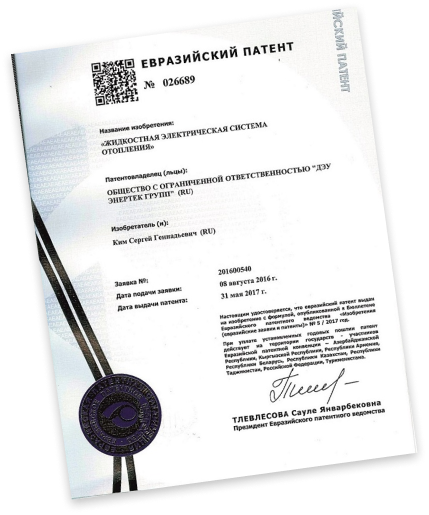 ЕВРАЗИЙСКИЙ ПАТЕНТ
№ 026689
Название изобретения:
«ЖИДКОСТНАЯ ЭЛЕКТРИЧЕСКАЯ СИСТЕМА
ОТОПЛЕНИЯ»
Патентовладелец (льцы):
ОБЩЕСТВО С ОГРАНИЧЕННОЙ ОТВЕТСТВЕННОСТЬЮ "ДЭУ
ЭНЕРТЕК ГРУПП" (RU)
Изобретатель (и):
Ким Сергей Геннадьевич (RU)
Заявка №: 201600540
Дата подачи заявки: 08 августа 2016 г.
Дата выдачи патента: 31 мая 2017 г.
Настоящим удостоверяется, что евразийский патент выдан
на изобретение с формулой, опубликованной в Бюллетене
Евразийского патентного ведомства «Изобретения
(евразийские заявки и патенты)» № 5 / 2017 год.
При уплате установленных годовых пошлин патент
действует на территории государств - участников
Евразийской патентной конвенции – Азербайджанской
Республики, Кыргызской Республики, Республики Армения,
Республики Беларусь, Республики Казахстан, Республики
Таджикистан, Российской Федерации, Туркменистана.
ТЛЕВЛЕСОВА Сауле Январбековна
Президент Евразийского патентного ведомства